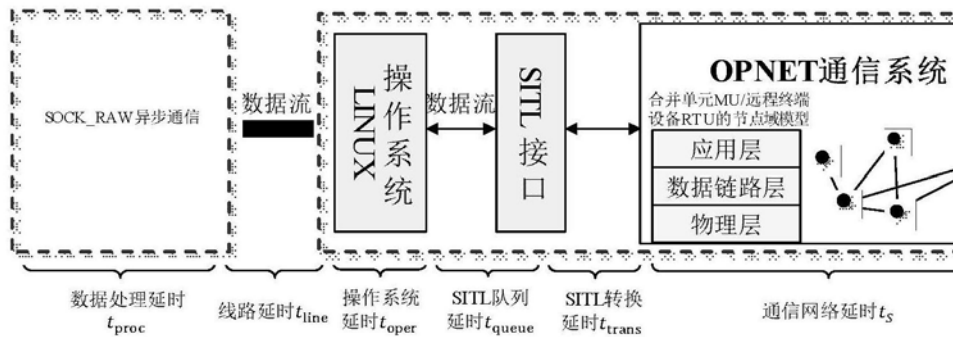 SOCK_RAW异步通信
数据流
操作系统
LINUX
数据流
SITL 接口
OPNET通信系统
合并单元MU/远程终端
设备RTU的节点域模型
应用层
数据链路层
物理层
数据处理延时
t_proc
线路延时t_line
操作系统
延时t_oper
SITL队列
延时t_queue
SITL转换
延时t_trans
通信网络延时t_S